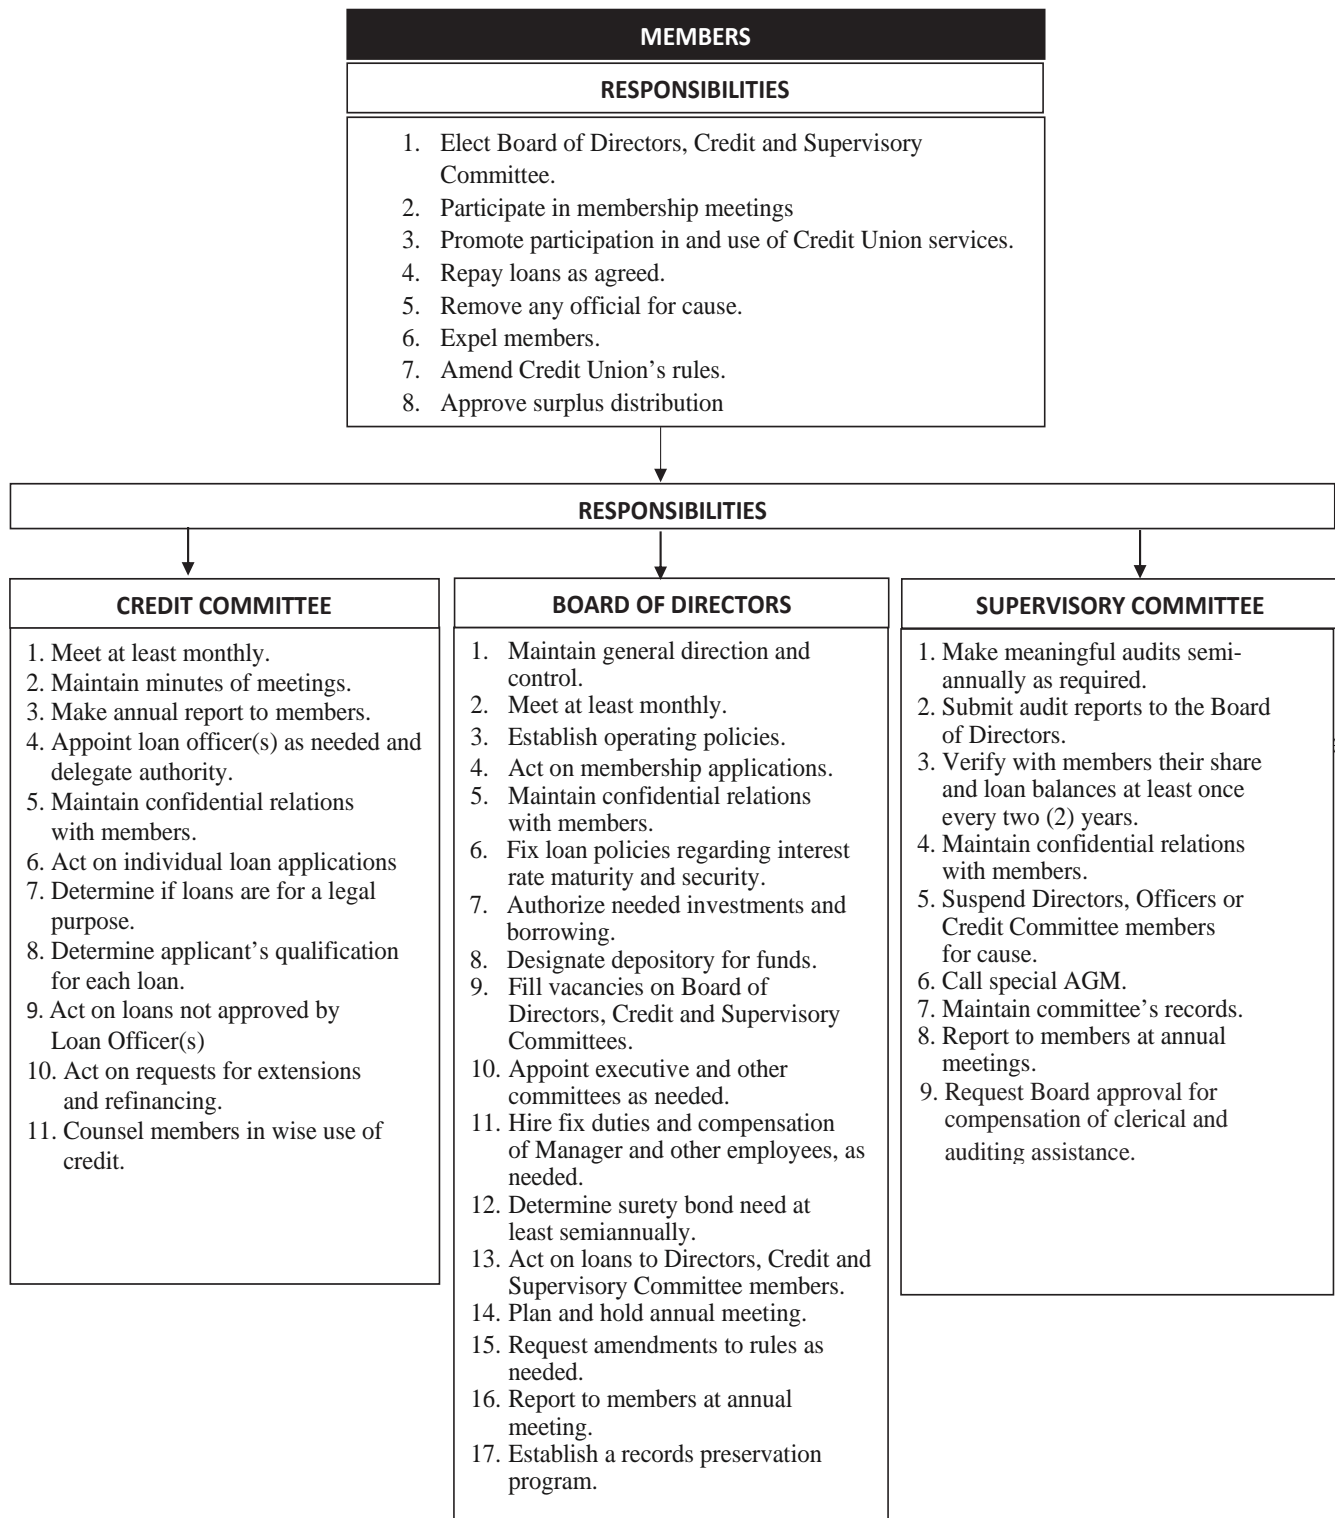 MEMBERS
RESPONSIBILITIES
1. Elect Board of Directors, Credit and Supervisory
Committee.
2. Participate in membership meetings
3. Promote participation in and use of Credit Union services.
4. Repay loans as agreed.
5. Remove any official for cause.
6. Expel members.
7. Amend Credit Union’s rules.
8. Approve surplus distribution
RESPONSIBILITIES
CREDIT COMMITTEE
1. Meet at least monthly.
2. Maintain minutes of meetings.
3. Make annual report to members.
4. Appoint loan officer(s) as needed and
delegate authority.
5. Maintain confidential relations
with members.
6. Act on individual loan applications
7. Determine if loans are for a legal
purpose.
8. Determine applicant’s qualification
for each loan.
9. Act on loans not approved by
Loan Officer(s)
10. Act on requests for extensions
and refinancing.
11. Counsel members in wise use of
credit.
BOARD OF DIRECTORS
1. Maintain general direction and
control.
2. Meet at least monthly.
3. Establish operating policies.
4. Act on membership applications.
5. Maintain confidential relations
with members.
6. Fix loan policies regarding interest
rate maturity and security.
7. Authorize needed investments and
borrowing.
8. Designate depository for funds.
9. Fill vacancies on Board of
Directors, Credit and Supervisory
Committees.
10. Appoint executive and other
committees as needed.
11. Hire fix duties and compensation
of Manager and other employees, as
needed.
12. Determine surety bond need at
least semiannually.
13. Act on loans to Directors, Credit and
Supervisory Committee members.
14. Plan and hold annual meeting.
15. Request amendments to rules as
needed.
16. Report to members at annual
meeting.
17. Establish a records preservation
program.
SUPERVISORY COMMITTEE
1. Make meaningful audits semi-
annually as required.
2. Submit audit reports to the Board
of Directors.
3. Verify with members their share
and loan balances at least once
every two (2) years.
4. Maintain confidential relations
with members.
5. Suspend Directors, Officers or
Credit Committee members
for cause.
6. Call special AGM.
7. Maintain committee’s records.
8. Report to members at annual
meetings.
9. Request Board approval for
compensation of clerical and
auditing assistance.